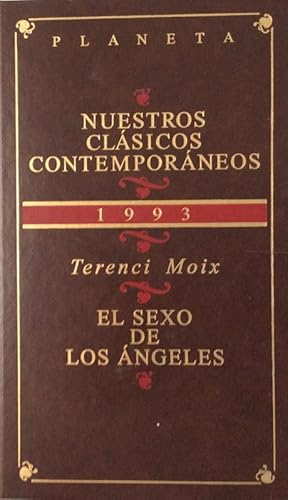 PLANETA
NUESTROS
CLÁSICOS
CONTEMPORÁNEOS
1993
Terenci Moix
EL SEXO
DE
LOS ÁNGELES